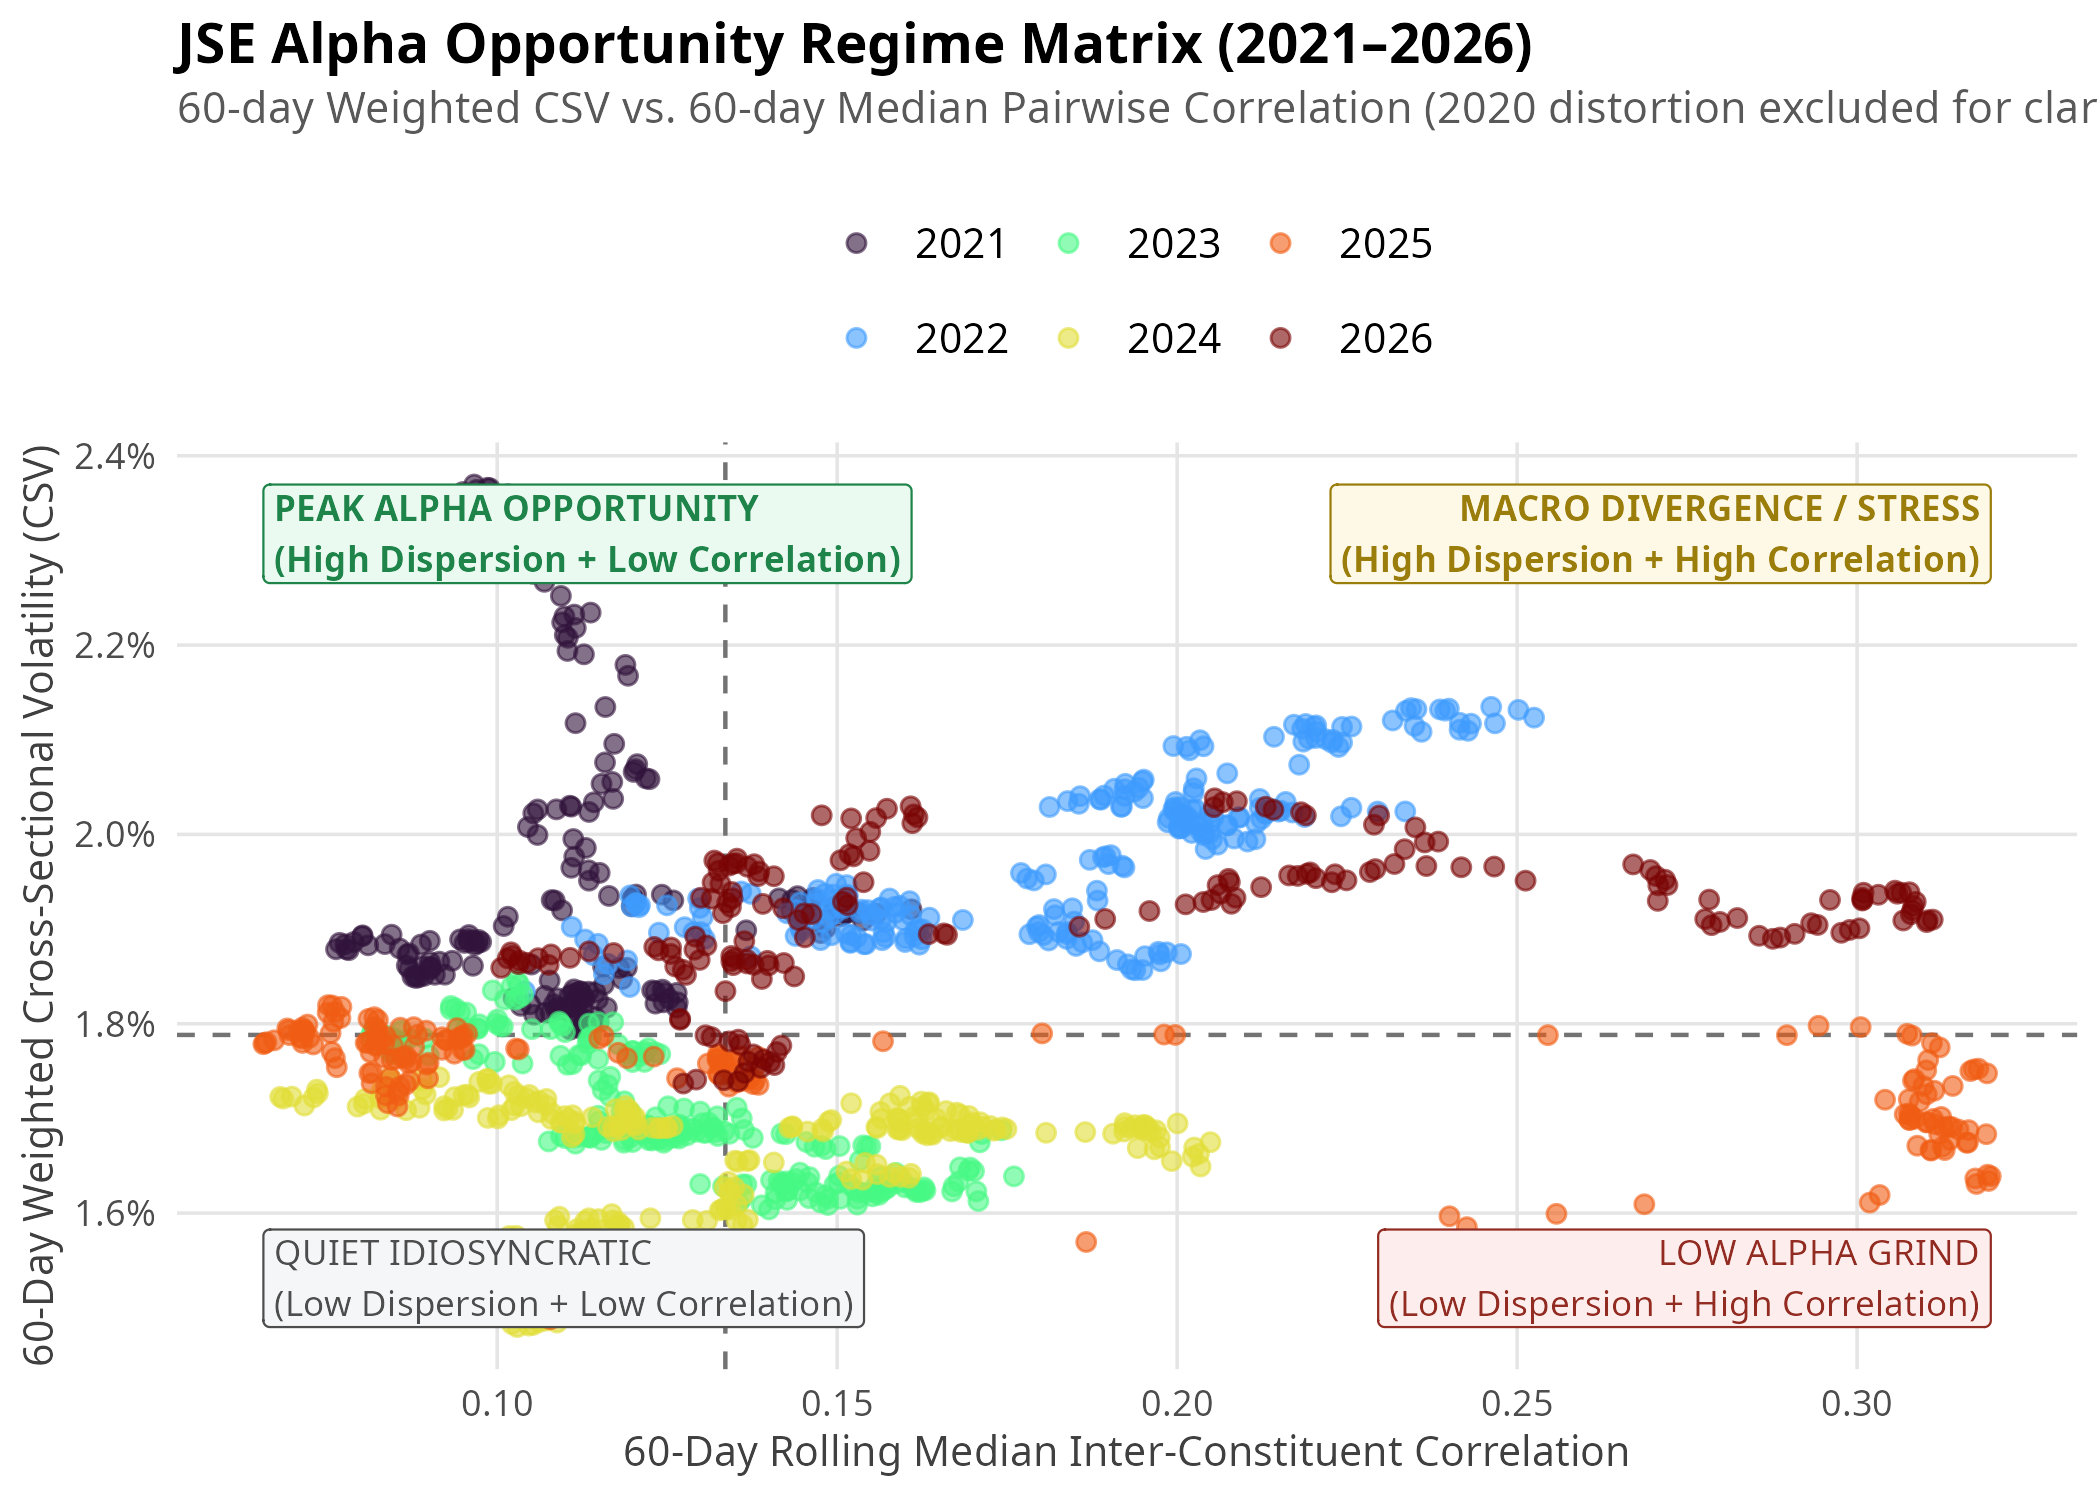 JSE Alpha Opportunity Regime Matrix (2021–2026)
60-day Weighted CSV vs. 60-day Median Pairwise Correlation (2020 distortion excluded for clar
2021
2023
2025
2022
2024
2026
60-Day Weighted Cross-Sectional Volatility (CSV)
2.4%
2.2%
2.0%
1.8%
1.6%
PEAK ALPHA OPPORTUNITY
(High Dispersion + Low Correlation)
MACRO DIVERGENCE / STRESS
(High Dispersion + High Correlation)
QUIET IDIOSYNCRATIC
(Low Dispersion + Low Correlation)
LOW ALPHA GRIND
(Low Dispersion + High Correlation)
0.10
0.15
0.20
0.25
0.30
60-Day Rolling Median Inter-Constituent Correlation